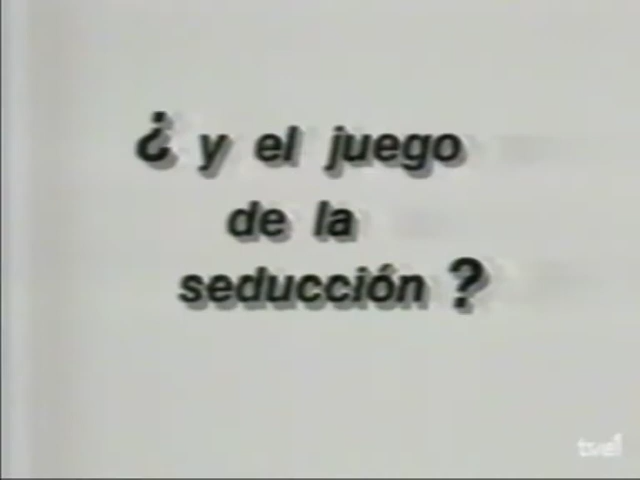 ¿ y el juego
de la
seducción ?
tve1